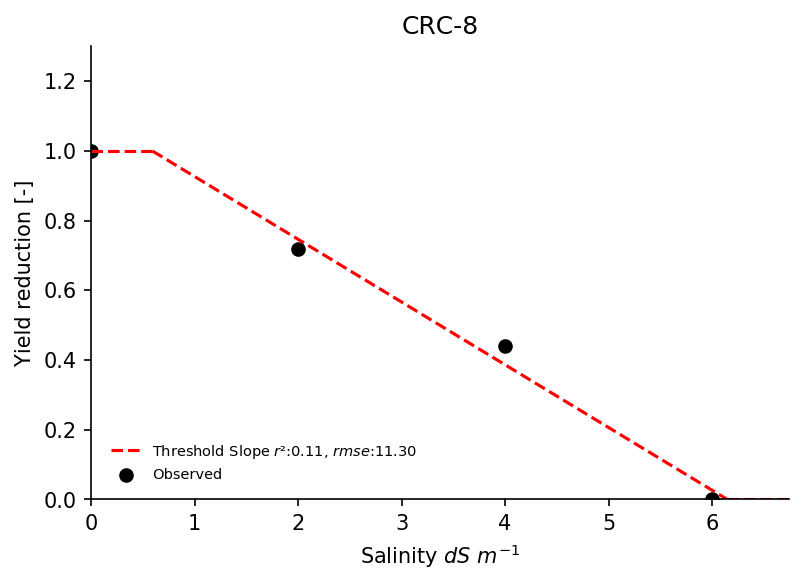 CRC-8
Yield reduction [-]
1.2
1.0
0.8
0.6
0.4
0.2
0.0
Threshold Slope r²:0.11, rmse:11.30
Observed
0 1 2 3 4 5 6
Salinity dS m⁻¹